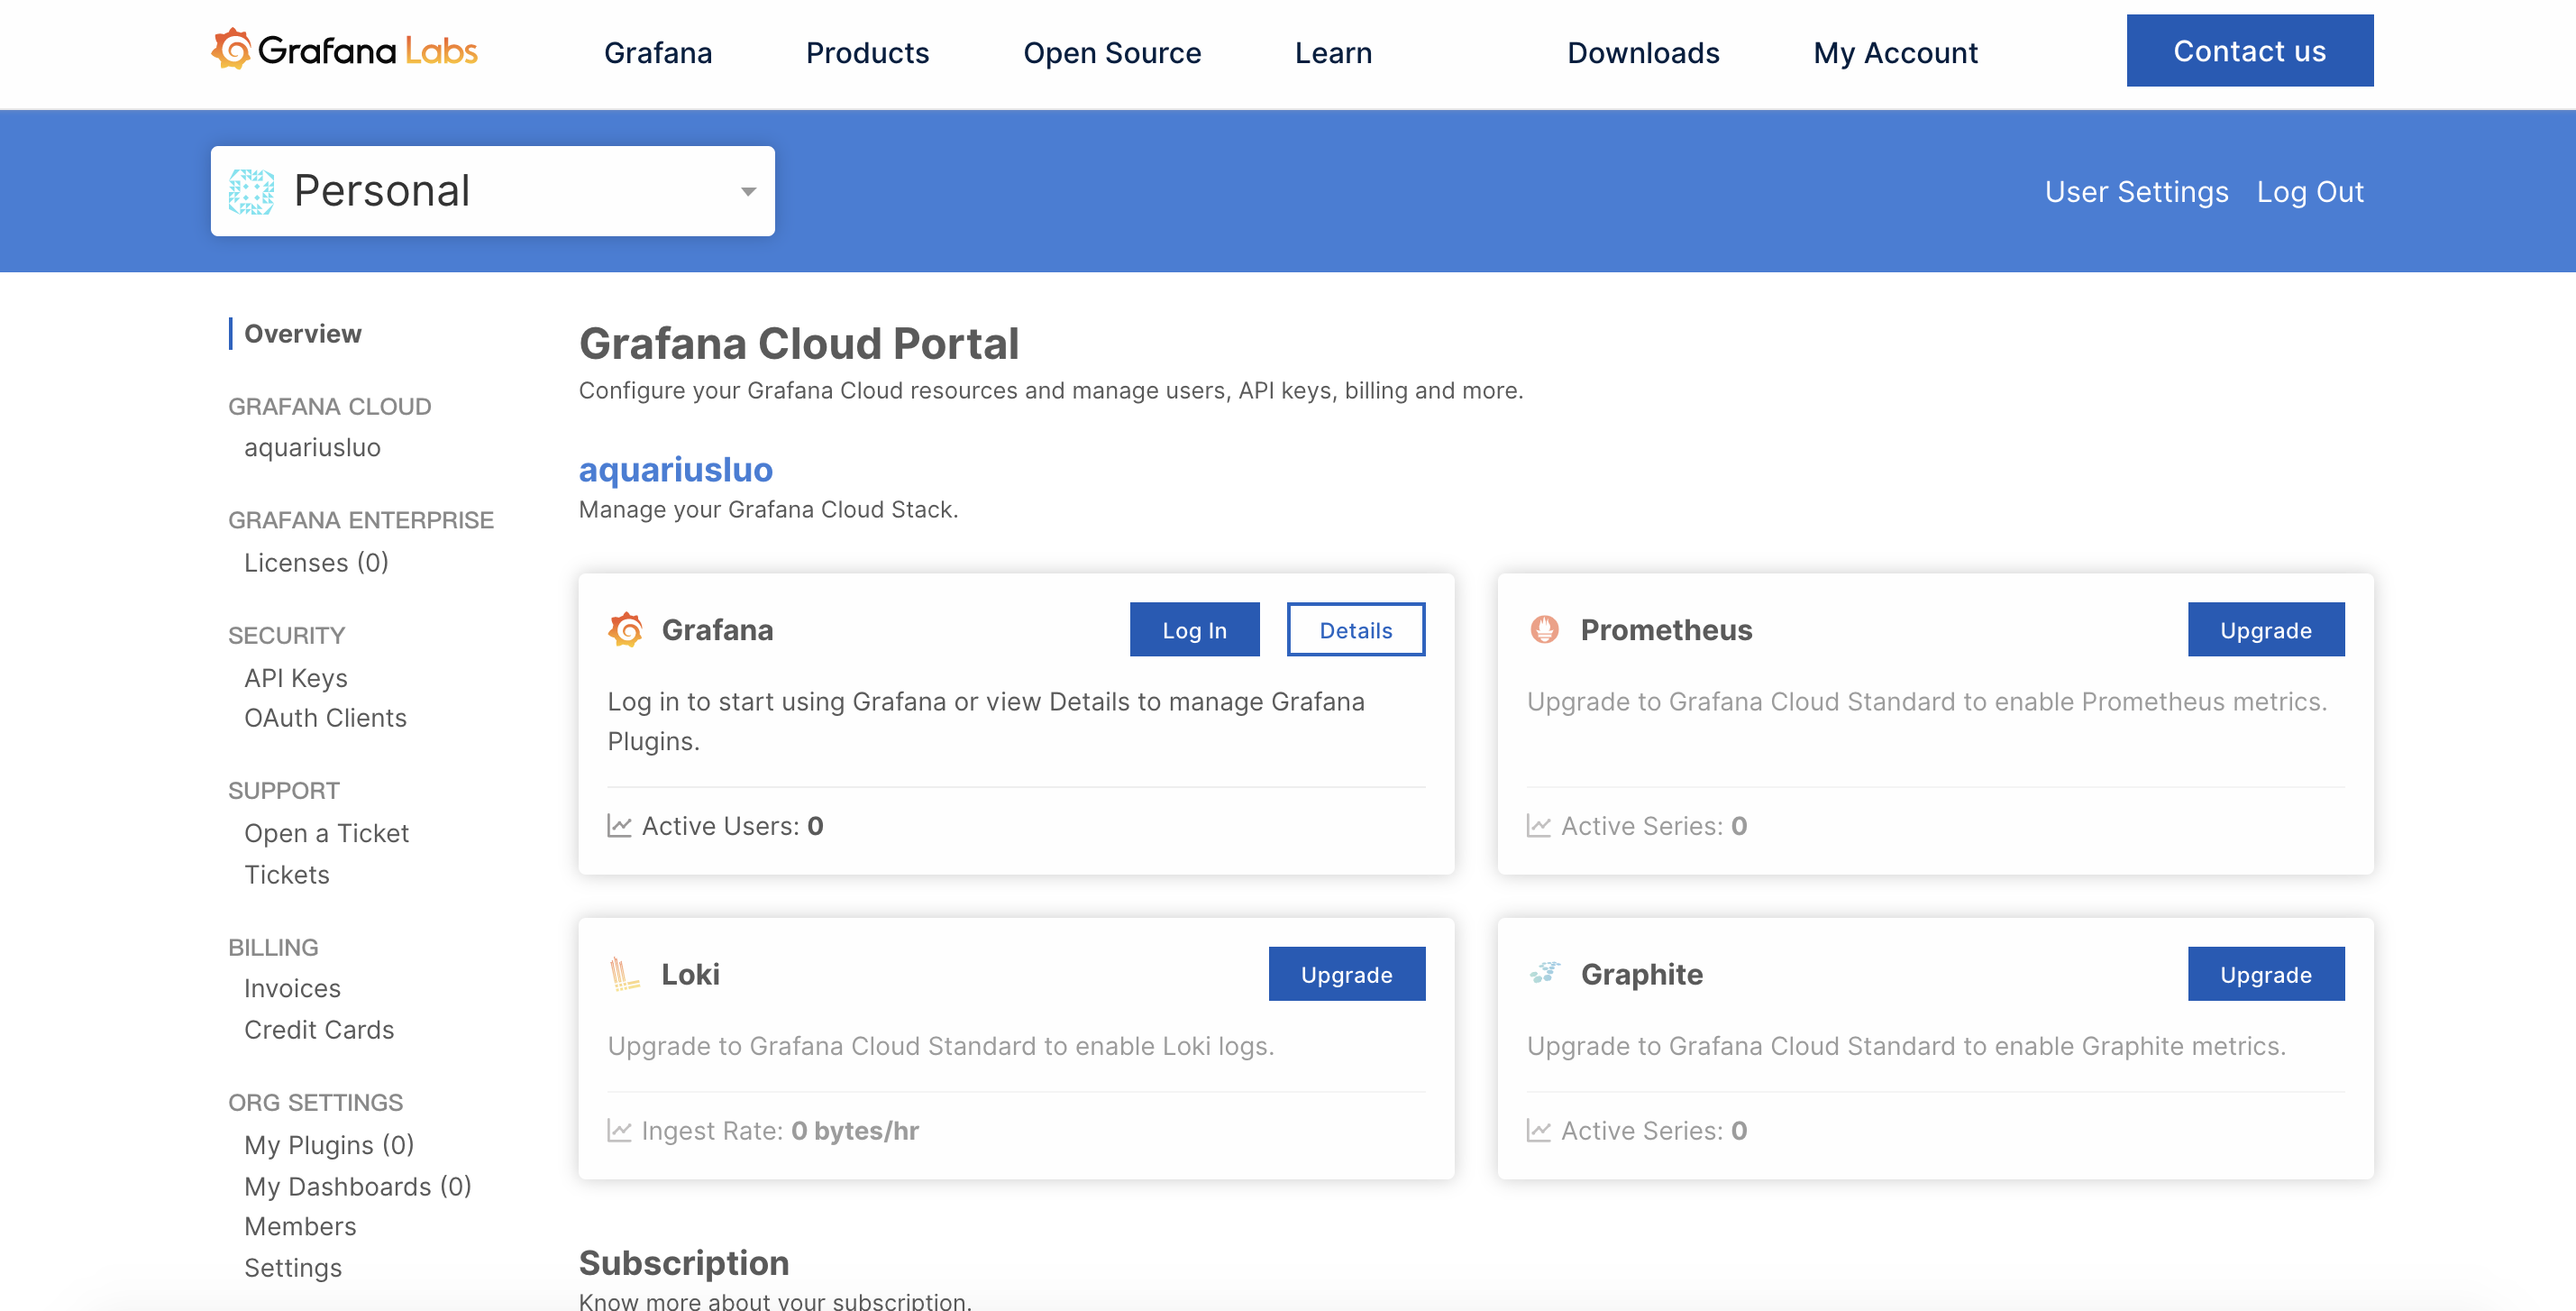 Grafana Labs
Grafana
Products
Open Source
Learn
Downloads
My Account
Contact us
Personal
User Settings
Log Out
Overview
GRAFANA CLOUD
aquariusluo
GRAFANA ENTERPRISE
Licenses (0)
SECURITY
API Keys
OAuth Clients
SUPPORT
Open a Ticket
Tickets
BILLING
Invoices
Credit Cards
ORG SETTINGS
My Plugins (0)
My Dashboards (0)
Members
Settings
Grafana Cloud Portal
Configure your Grafana Cloud resources and manage users, API keys, billing and more.
aquariusluo
Manage your Grafana Cloud Stack.
Grafana
Log In
Details
Log in to start using Grafana or view Details to manage Grafana
Plugins.
Active Users: 0
Prometheus
Upgrade
Upgrade to Grafana Cloud Standard to enable Prometheus metrics.
Active Series: 0
Loki
Upgrade
Upgrade to Grafana Cloud Standard to enable Loki logs.
Ingest Rate: 0 bytes/hr
Graphite
Upgrade
Upgrade to Grafana Cloud Standard to enable Graphite metrics.
Active Series: 0
Subscription
Know more about your subscription.